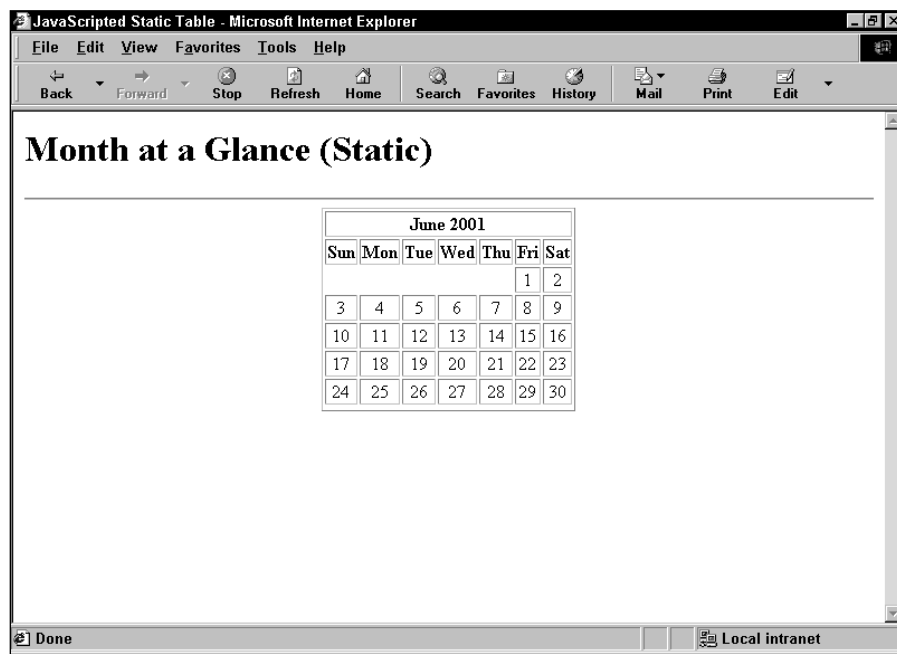 JavaScripted Static Table - Microsoft Internet Explorer
File Edit View Favorites Tools Help
Back Forward Stop Refresh Home Search Favorites History Mail Print Edit
Month at a Glance (Static)
June 2001
Sun Mon Tue Wed Thu Fri Sat
1 2
3 4 5 6 7 8 9
10 11 12 13 14 15 16
17 18 19 20 21 22 23
24 25 26 27 28 29 30
Done Local intranet